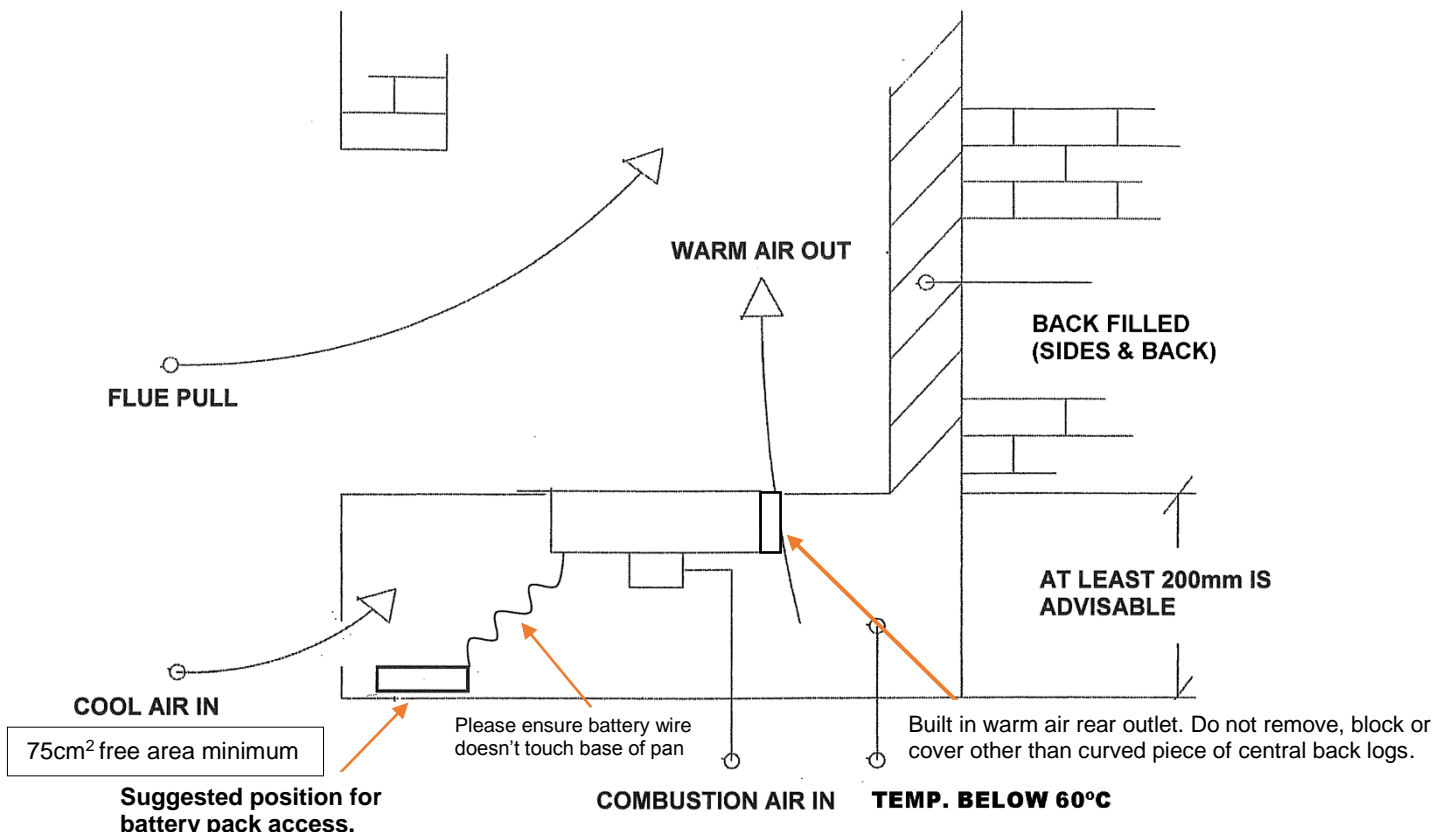 WARM AIR OUT
BACK FILLED
(SIDES & BACK)
FLUE PULL
AT LEAST 200mm IS
ADVISABLE
COOL AIR IN
75cm² free area minimum
Please ensure battery wire
doesn’t touch base of pan
Built in warm air rear outlet. Do not remove, block or
cover other than curved piece of central back logs.
Suggested position for
battery pack access.
COMBUSTION AIR IN
TEMP. BELOW 60ºC